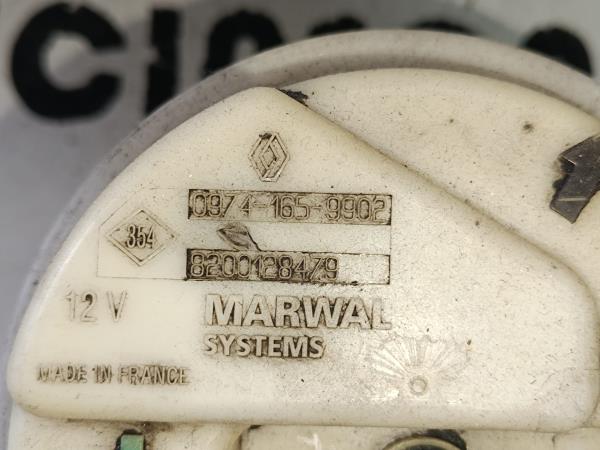 0974-165-9902
354
8200128479
12 V
MARWAL
SYSTEMS
MADE IN FRANCE